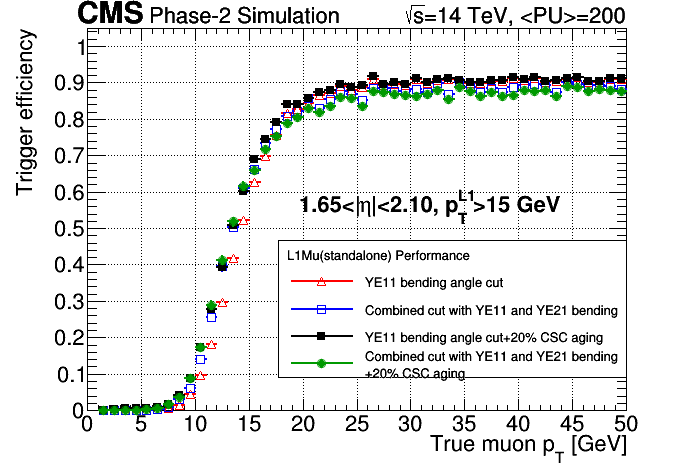 CMS Phase-2 Simulation √s=14 TeV, <PU>=200
Trigger efficiency
1
0.9
0.8
0.7
0.6
0.5
0.4
0.3
0.2
0.1
0
1.65<|η|<2.10, p_T^L1>15 GeV
L1Mu(standalone) Performance
YE11 bending angle cut
Combined cut with YE11 and YE21 bending
YE11 bending angle cut+20% CSC aging
Combined cut with YE11 and YE21 bending
+20% CSC aging
0 5 10 15 20 25 30 35 40 45 50
True muon p_T [GeV]